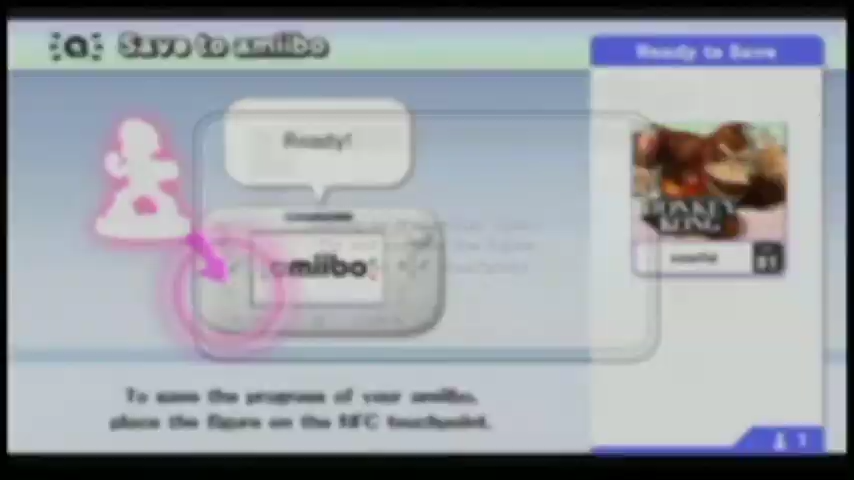 Save to amiibo
Ready to Save
Ready!
DONKEY
KONG
amiibo
To save the progress of your amiibo,
place the figure on the NFC touchpoint.
1